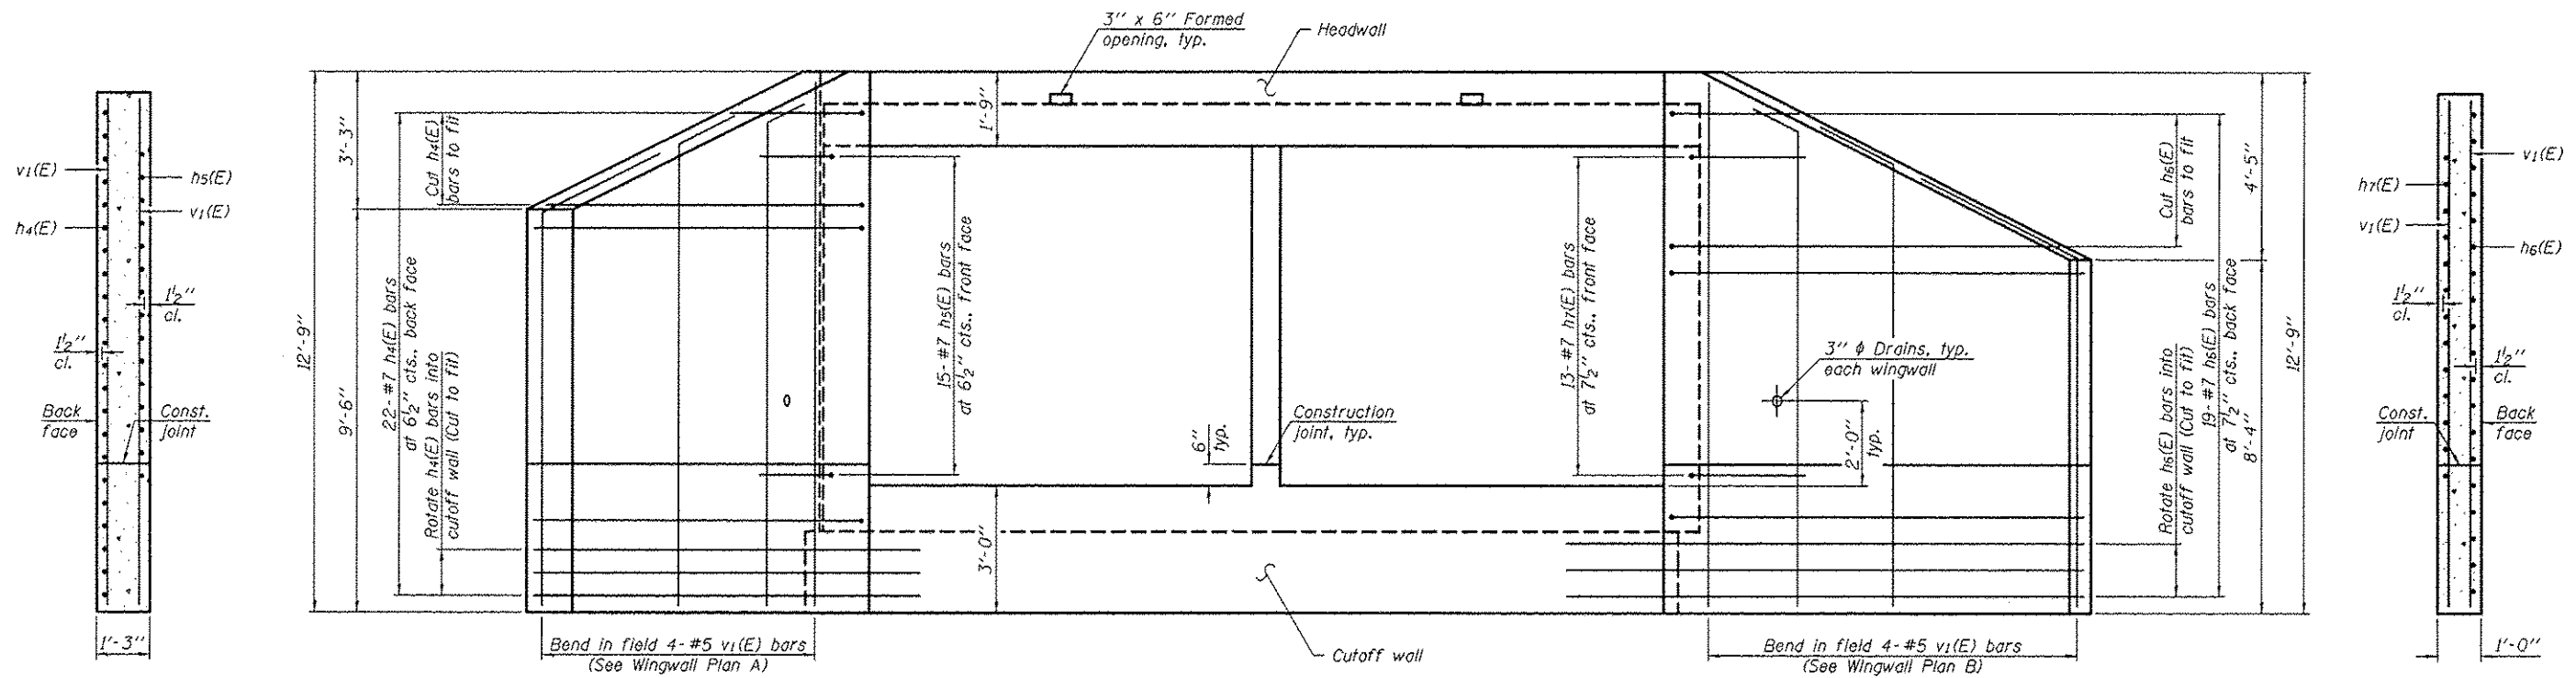 3" x 6" Formed
opening, typ.
Headwall
v1(E)
h5(E)
v1(E)
h4(E)
1½"
cl.
1½"
cl.
Back
face
Const.
joint
1'-3"
12'-9"
3'-3"
9'-6"
Cut h4(E)
bars to fit
22-#7 h4(E) bars
at 6½" cts., back face
Rotate h4(E) bars into
cutoff wall (Cut to fit)
1'-9"
15-#7 h5(E) bars
at 6½" cts., front face
6"
typ.
Construction
joint, typ.
3'-0"
13-#7 h7(E) bars
at 7½" cts., front face
3" ϕ Drains, typ.
each wingwall
2'-0"
typ.
Cut h6(E)
bars to fit
Rotate h6(E) bars into
cutoff wall (Cut to fit)
19-#7 h6(E) bars
at 7½" cts., back face
4'-5"
8'-4"
12'-9"
Bend in field 4-#5 v1(E) bars
(See Wingwall Plan A)
Cutoff wall
Bend in field 4-#5 v1(E) bars
(See Wingwall Plan B)
v1(E)
h7(E)
v1(E)
h6(E)
1½"
cl.
1½"
cl.
Const.
joint
Back
face
1'-0"